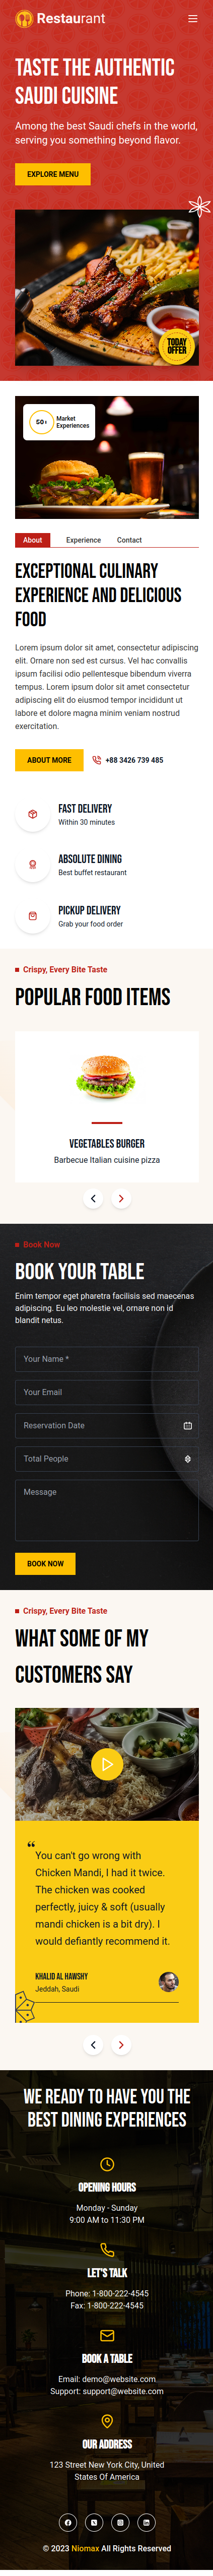 Restaurant
TASTE THE AUTHENTIC
SAUDI CUISINE
Among the best Saudi chefs in the world,
serving you something beyond flavor.
EXPLORE MENU
TODAY
OFFER
50+
Market
Experiences
About
Experience
Contact
EXCEPTIONAL CULINARY
EXPERIENCE AND DELICIOUS
FOOD
Lorem ipsum dolor sit amet, consectetur adipiscing
elit. Ornare non sed est cursus. Vel hac convallis
ipsum facilisi odio pellentesque bibendum viverra
tempus. Lorem ipsum dolor sit amet consectetur
adipiscing elit do eiusmod tempor incididunt ut
labore et dolore magna minim veniam nostrud
exercitation.
ABOUT MORE
+88 3426 739 485
FAST DELIVERY
Within 30 minutes
ABSOLUTE DINING
Best buffet restaurant
PICKUP DELIVERY
Grab your food order
Crispy, Every Bite Taste
POPULAR FOOD ITEMS
VEGETABLES BURGER
Barbecue Italian cuisine pizza
Book Now
BOOK YOUR TABLE
Enim tempor eget pharetra facilisis sed maecenas
adipiscing. Eu leo molestie vel, ornare non id
blandit netus.
Your Name *
Your Email
Reservation Date
Total People
Message
BOOK NOW
Crispy, Every Bite Taste
WHAT SOME OF MY
CUSTOMERS SAY
“
You can't go wrong with
Chicken Mandi, I had it twice.
The chicken was cooked
perfectly, juicy & soft (usually
mandi chicken is a bit dry). I
would defiantly recommend it.
KHALID AL HAWSHY
Jeddah, Saudi
WE READY TO HAVE YOU THE
BEST DINING EXPERIENCES
OPENING HOURS
Monday - Sunday
9:00 AM to 11:30 PM
LET'S TALK
Phone: 1-800-222-4545
Fax: 1-800-222-4545
BOOK A TABLE
Email: demo@website.com
Support: support@website.com
OUR ADDRESS
123 Street New York City, United
States Of America
© 2023 Niomax All Rights Reserved